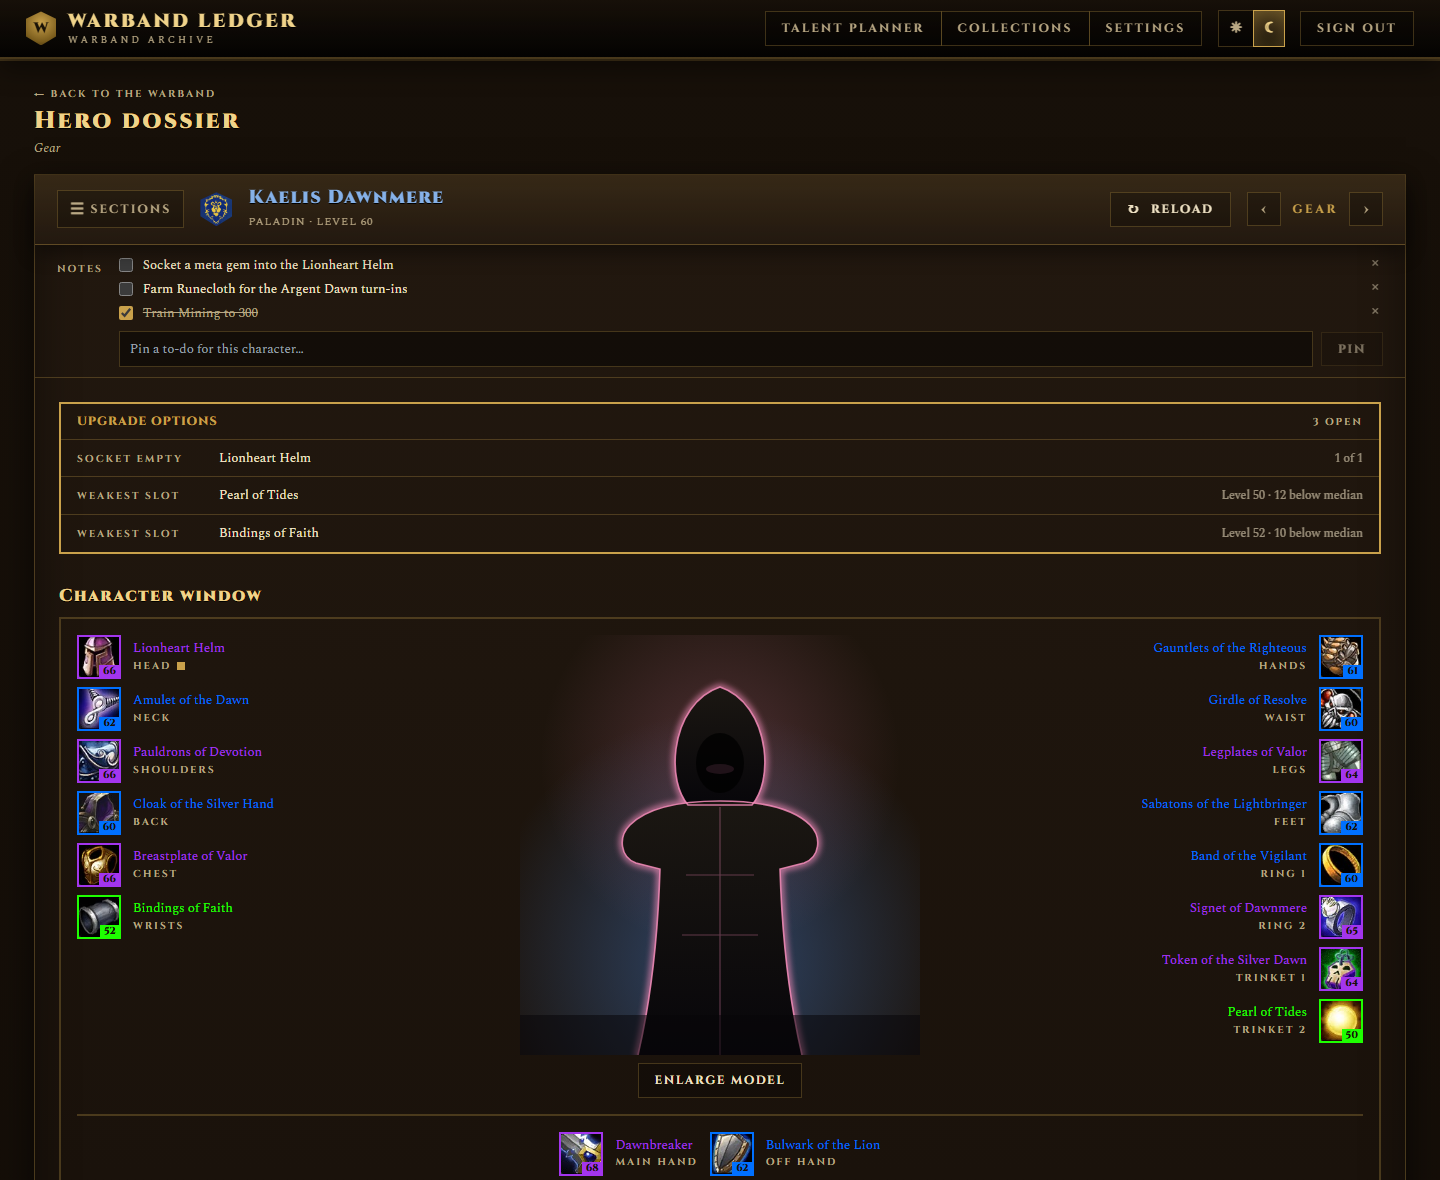 W
WARBAND LEDGER
WARBAND ARCHIVE
TALENT PLANNER
COLLECTIONS
SETTINGS
SIGN OUT
← BACK TO THE WARBAND
HERO DOSSIER
Gear
☰ SECTIONS
KAELIS DAWNMERE
PALADIN · LEVEL 60
↻ RELOAD
‹ GEAR ›
NOTES
Socket a meta gem into the Lionheart Helm ×
Farm Runecloth for the Argent Dawn turn-ins ×
Train Mining to 300 ×
Pin a to-do for this character…
PIN
UPGRADE OPTIONS 3 OPEN
SOCKET EMPTY Lionheart Helm 1 of 1
WEAKEST SLOT Pearl of Tides Level 50 · 12 below median
WEAKEST SLOT Bindings of Faith Level 52 · 10 below median
CHARACTER WINDOW
Lionheart Helm
HEAD
66
Amulet of the Dawn
NECK
62
Pauldrons of Devotion
SHOULDERS
66
Cloak of the Silver Hand
BACK
60
Breastplate of Valor
CHEST
66
Bindings of Faith
WRISTS
52
Gauntlets of the Righteous
HANDS
61
Girdle of Resolve
WAIST
60
Legplates of Valor
LEGS
64
Sabatons of the Lightbringer
FEET
62
Band of the Vigilant
RING 1
60
Signet of Dawnmere
RING 2
65
Token of the Silver Dawn
TRINKET 1
64
Pearl of Tides
TRINKET 2
50
ENLARGE MODEL
Dawnbreaker
MAIN HAND
68
Bulwark of the Lion
OFF HAND
62